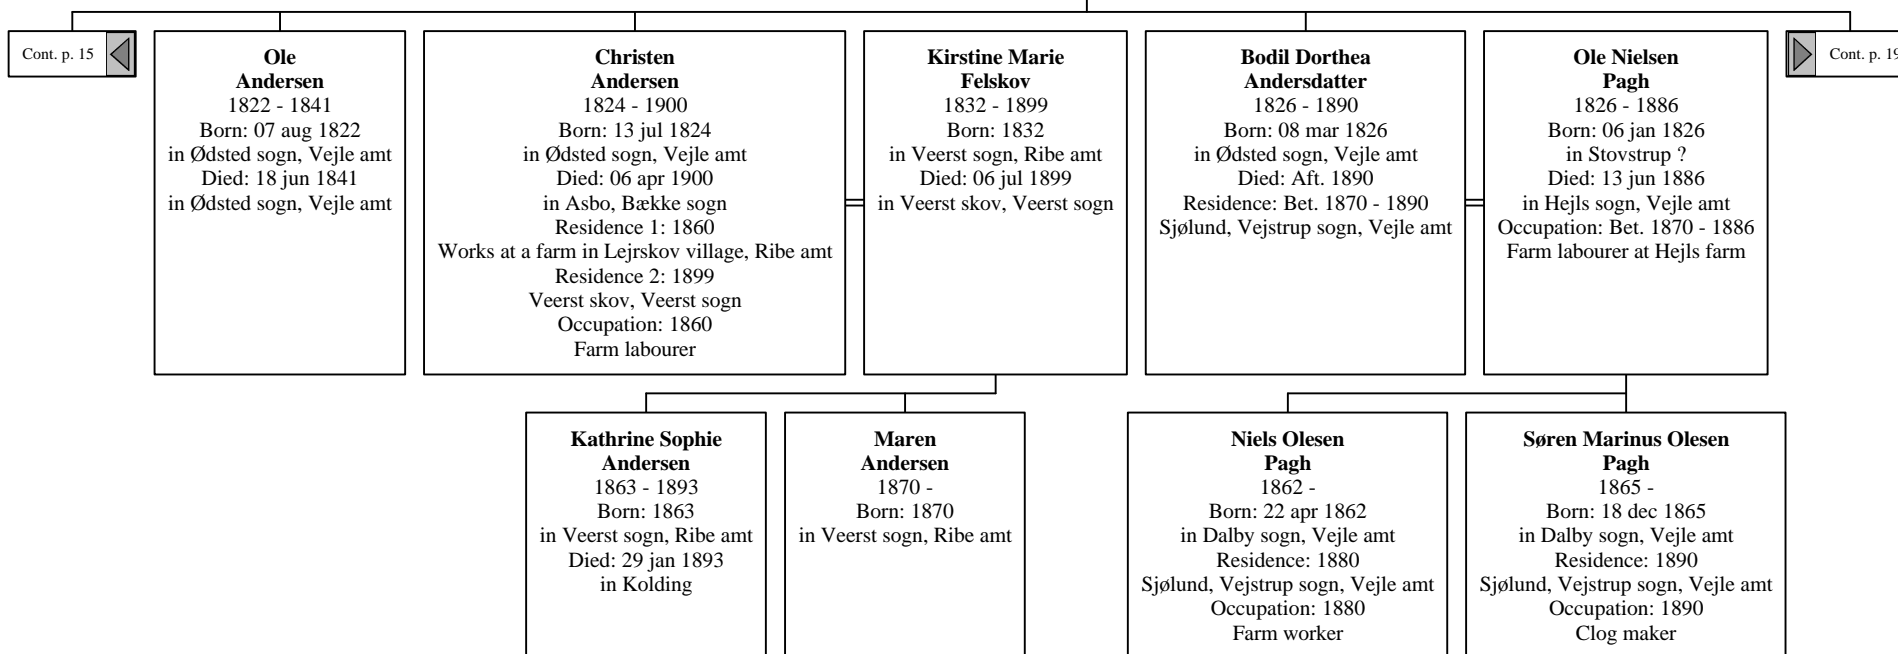 Cont. p. 15
Ole
Andersen
1822 - 1841
Born: 07 aug 1822
in Ødsted sogn, Vejle amt
Died: 18 jun 1841
in Ødsted sogn, Vejle amt
Christen
Andersen
1824 - 1900
Born: 13 jul 1824
in Ødsted sogn, Vejle amt
Died: 06 apr 1900
in Asbo, Bække sogn
Residence 1: 1860
Works at a farm in Lejrskov village, Ribe amt
Residence 2: 1899
Veerst skov, Veerst sogn
Occupation: 1860
Farm labourer
Kirstine Marie
Felskov
1832 - 1899
Born: 1832
in Veerst sogn, Ribe amt
Died: 06 jul 1899
in Veerst skov, Veerst sogn
Bodil Dorthea
Andersdatter
1826 - 1890
Born: 08 mar 1826
in Ødsted sogn, Vejle amt
Died: Aft. 1890
Residence: Bet. 1870 - 1890
Sjølund, Vejstrup sogn, Vejle amt
Ole Nielsen
Pagh
1826 - 1886
Born: 06 jan 1826
in Stovstrup ?
Died: 13 jun 1886
in Hejls sogn, Vejle amt
Occupation: Bet. 1870 - 1886
Farm labourer at Hejls farm
Cont. p. 19
Kathrine Sophie
Andersen
1863 - 1893
Born: 1863
in Veerst sogn, Ribe amt
Died: 29 jan 1893
in Kolding
Maren
Andersen
1870 -
Born: 1870
in Veerst sogn, Ribe amt
Niels Olesen
Pagh
1862 -
Born: 22 apr 1862
in Dalby sogn, Vejle amt
Residence: 1880
Sjølund, Vejstrup sogn, Vejle amt
Occupation: 1880
Farm worker
Søren Marinus Olesen
Pagh
1865 -
Born: 18 dec 1865
in Dalby sogn, Vejle amt
Residence: 1890
Sjølund, Vejstrup sogn, Vejle amt
Occupation: 1890
Clog maker